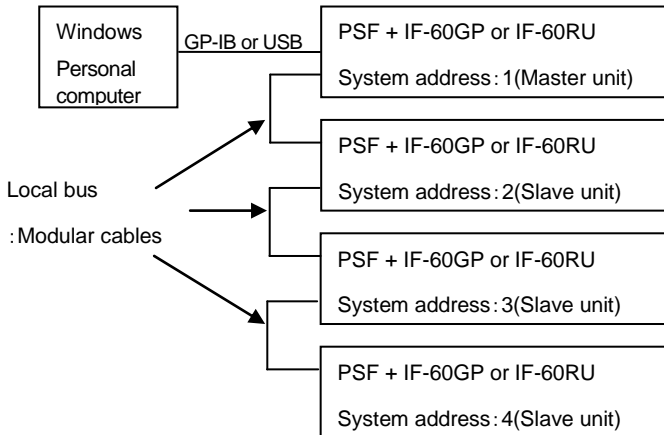 Windows
Personal
computer
GP-IB or USB
PSF + IF-60GP or IF-60RU
System address：1(Master unit)
PSF + IF-60GP or IF-60RU
System address：2(Slave unit)
Local bus
：Modular cables
PSF + IF-60GP or IF-60RU
System address：3(Slave unit)
PSF + IF-60GP or IF-60RU
System address：4(Slave unit)